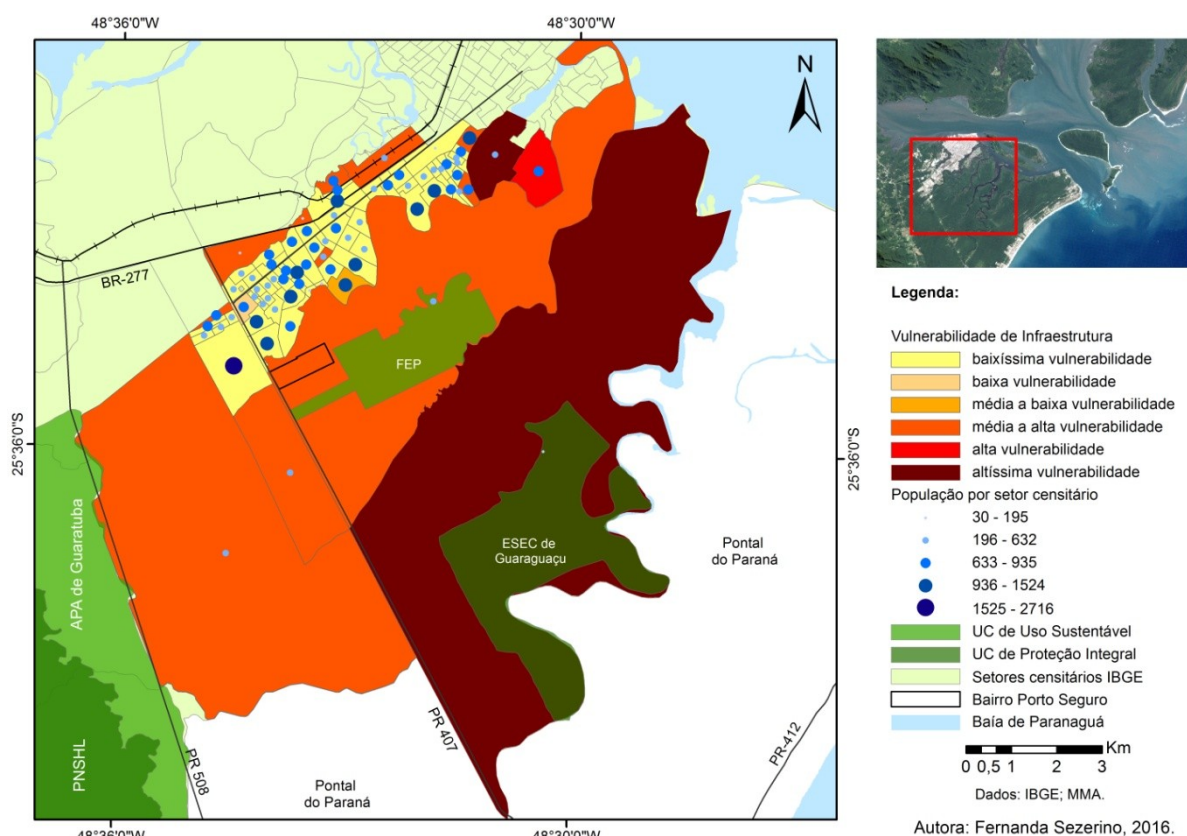 48°36'0"W
48°30'0"W
N
BR-277
FEP
25°36'0"S
25°36'0"S
APA de Guaratuba
ESEC de
Guaraguaçu
Pontal
do Paraná
PNSHL
PR 508
PR 407
PR-412
Pontal
do Paraná
48°36'0"W
48°30'0"W
Legenda:
Vulnerabilidade de Infraestrutura
baixíssima vulnerabilidade
baixa vulnerabilidade
média a baixa vulnerabilidade
média a alta vulnerabilidade
alta vulnerabilidade
altíssima vulnerabilidade
População por setor censitário
30 - 195
196 - 632
633 - 935
936 - 1524
1525 - 2716
UC de Uso Sustentável
UC de Proteção Integral
Setores censitários IBGE
Bairro Porto Seguro
Baía de Paranaguá
Km
0 0,5 1 2 3
Dados: IBGE; MMA.
Autora: Fernanda Sezerino, 2016.